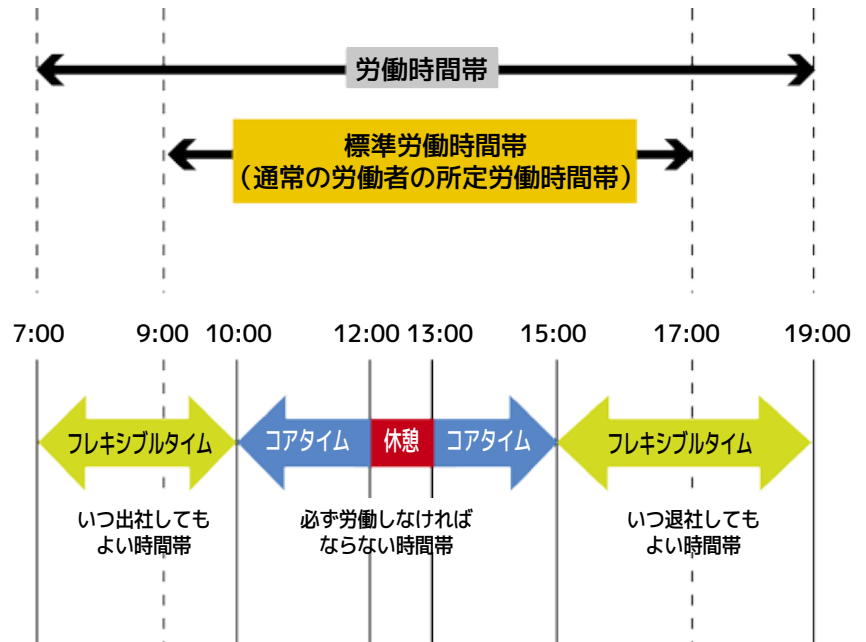 労働時間帯
標準労働時間帯
（通常の労働者の所定労働時間帯）
7:00 9:00 10:00 12:00 13:00 15:00 17:00 19:00
フレキシブルタイム コアタイム 休憩 コアタイム フレキシブルタイム
いつ出社しても
よい時間帯
必ず労働しなければ
ならない時間帯
いつ退社しても
よい時間帯